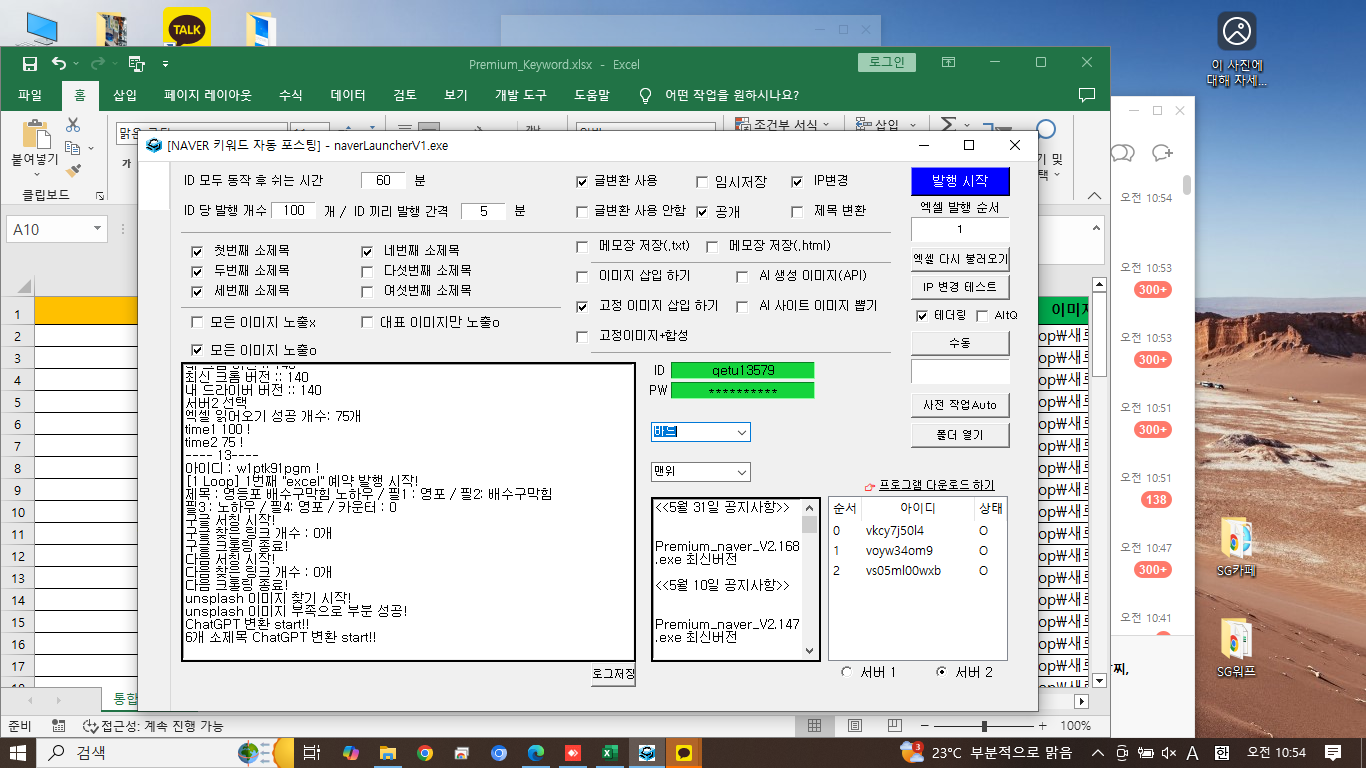 TALK
이 사진에
대해 자세...
Premium_Keyword.xlsx - Excel
로그인
파일
홈
삽입
페이지 레이아웃
수식
데이터
검토
보기
개발 도구
도움말
어떤 작업을 원하시나요?
붙여넣기
클립보드
조건부 서식
삽입
A10
[NAVER 키워드 자동 포스팅] - naverLauncherV1.exe
ID 모두 동작 후 쉬는 시간 60 분
ID 당 발행 개수 100 개 / ID 끼리 발행 간격 5 분
글변환 사용
임시저장
IP변경
글변환 사용 안함
공개
제목 변환
발행 시작
엑셀 발행 순서
1
엑셀 다시 불러오기
IP 변경 테스트
테더링
AltQ
수동
사전 작업Auto
폴더 열기
첫번째 소제목
네번째 소제목
두번째 소제목
다섯번째 소제목
세번째 소제목
여섯번째 소제목
모든 이미지 노출x
대표 이미지만 노출o
모든 이미지 노출o
메모장 저장(.txt)
메모장 저장(.html)
이미지 삽입 하기
AI 생성 이미지(API)
고정 이미지 삽입 하기
AI 사이트 이미지 뽑기
고정이미지+합성
최신 크롬 버전 :: 140
내 드라이버 버전 :: 140
서버2 선택
엑셀 읽어오기 성공 개수: 75개
time1 100 !
time2 75 !
---- 13----
아이디 : w1ptk91pgm !
[1 Loop] 1번째 "excel" 예약 발행 시작!
제목 : 영등포 배수구막힘 노하우 / 필1 : 영포 / 필2: 배수구막힘
필3 : 노하우 / 필4: 영포 / 카운터 : 0
구글 서칭 시작!
구글 찾은 링크 개수 : 0개
구글 크롤링 종료!
다음 서칭 시작!
다음 찾은 링크 개수 : 0개
다음 크롤링 종료!
unsplash 이미지 찾기 시작!
unsplash 이미지 부족으로 부분 성공!
ChatGPT 변환 start!!
6개 소제목 ChatGPT 변환 start!!
로그저장
ID qetu13579
PW **********
바드
맨위
<<5월 31일 공지사항>>
Premium_naver_V2.168
.exe 최신버전
<<5월 10일 공지사항>>
Premium_naver_V2.147
.exe 최신버전
프로그램 다운로드 하기
순서 아이디 상태
0 vkcy7j50l4 O
1 voyw34om9 O
2 vs05ml00wxb O
서버 1
서버 2
1
2
3
4
5
6
7
8
9
10
11
12
13
14
15
16
17
통합
준비
접근성: 계속 진행 가능
100%
오전 10:54
오전 10:53
300+
오전 10:53
300+
오전 10:51
300+
오전 10:51
138
오전 10:47
300+
오전 10:41
SG카페
SG워프
검색
3
23°C 부분적으로 맑음
A
한
오전 10:54